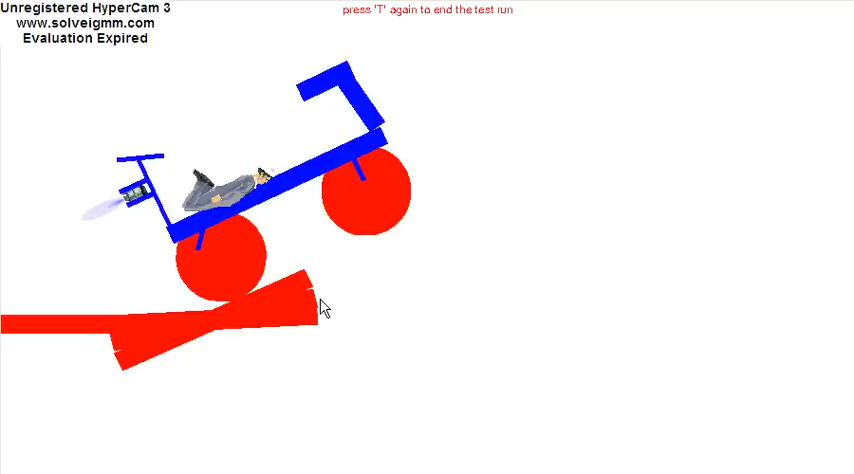 Unregistered HyperCam 3
www.solveigmm.com
Evaluation Expired
press 'T' again to end the test run